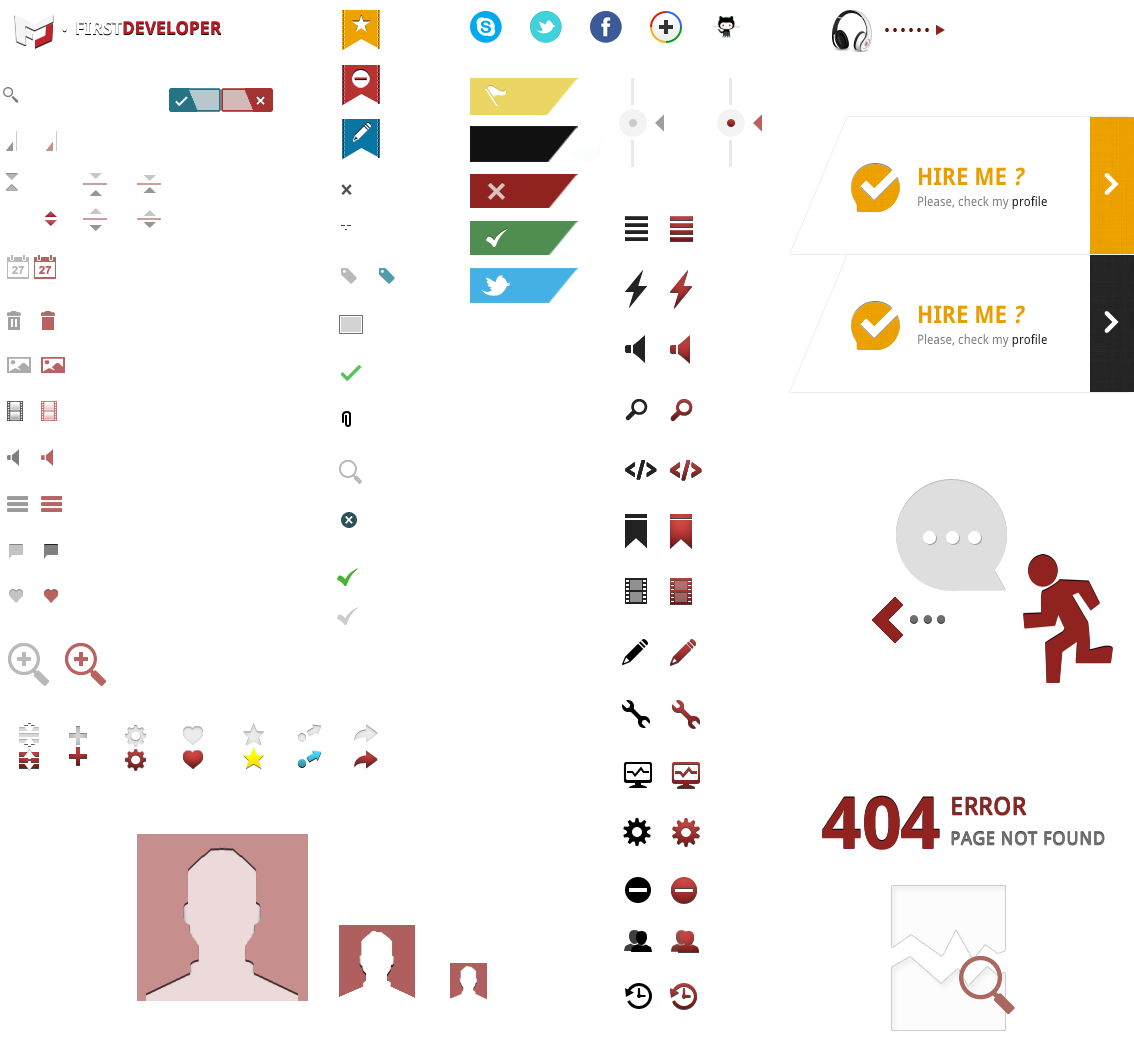 FIRSTDEVELOPER
27
27
HIRE ME ?
Please, check my profile
HIRE ME ?
Please, check my profile
404
ERROR
PAGE NOT FOUND